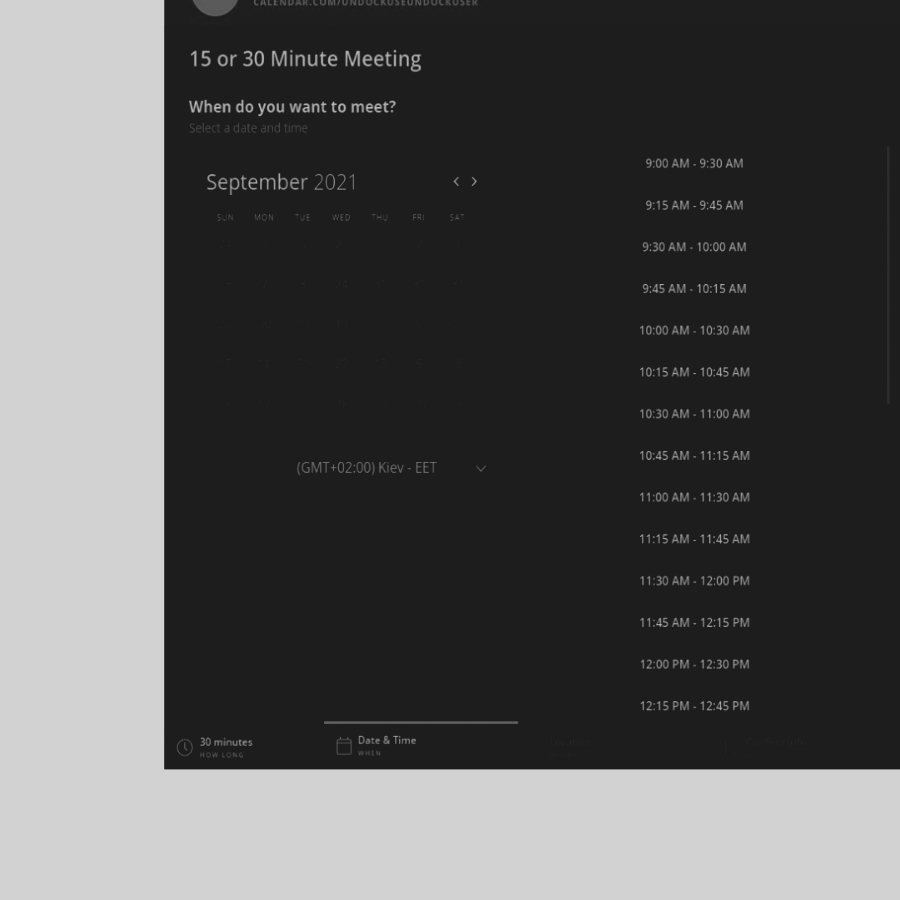 CALENDAR.COM/UNDOCKUSEUNDOCKUSER
15 or 30 Minute Meeting
When do you want to meet?
Select a date and time
September 2021
SUN MON TUE WED THU FRI SAT
(GMT+02:00) Kiev - EET
9:00 AM - 9:30 AM
9:15 AM - 9:45 AM
9:30 AM - 10:00 AM
9:45 AM - 10:15 AM
10:00 AM - 10:30 AM
10:15 AM - 10:45 AM
10:30 AM - 11:00 AM
10:45 AM - 11:15 AM
11:00 AM - 11:30 AM
11:15 AM - 11:45 AM
11:30 AM - 12:00 PM
11:45 AM - 12:15 PM
12:00 PM - 12:30 PM
12:15 PM - 12:45 PM
30 minutes
HOW LONG
Date & Time
WHEN